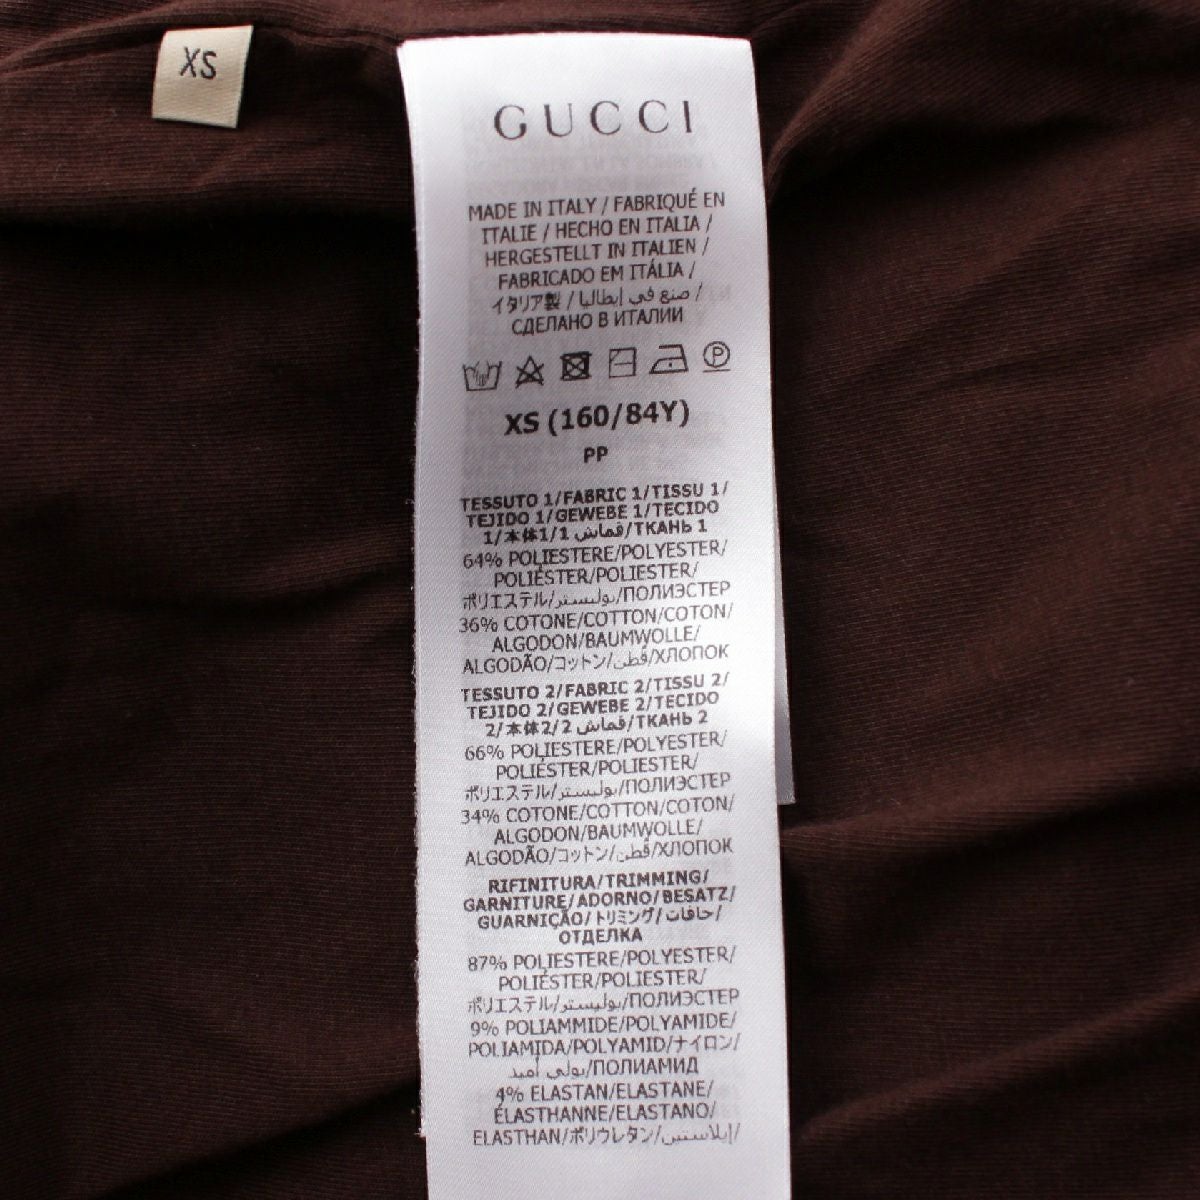 XS
GUCCI
MADE IN ITALY / FABRIQUÉ EN
ITALIE / HECHO EN ITALIA /
HERGESTELLT IN ITALIEN /
FABRICADO EM ITÁLIA /
イタリア製 / صنع في إيطاليا /
СДЕЛАНО В ИТАЛИИ
P
XS (160/84Y)
PP
TESSUTO 1/FABRIC 1/TISSU 1/
TEJIDO 1/GEWEBE 1/TECIDO
1/本体1/1 قماش/ТКАНЬ 1
64% POLIESTERE/POLYESTER/
POLIÉSTER/POLIESTER/
ポリエステル/بوليستر/ПОЛИЭСТЕР
36% COTONE/COTTON/COTON/
ALGODON/BAUMWOLLE/
ALGODÃO/コットン/قطن/ХЛОПОК
TESSUTO 2/FABRIC 2/TISSU 2/
TEJIDO 2/GEWEBE 2/TECIDO
2/本体2/2 قماش/ТКАНЬ 2
66% POLIESTERE/POLYESTER/
POLIÉSTER/POLIESTER/
ポリエステル/بوليستر/ПОЛИЭСТЕР
34% COTONE/COTTON/COTON/
ALGODON/BAUMWOLLE/
ALGODÃO/コットン/قطن/ХЛОПОК
RIFINITURA/TRIMMING/
GARNITURE/ADORNO/BESATZ/
GUARNIÇÃO/トリミング/حافات/
ОТДЕЛКА
87% POLIESTERE/POLYESTER/
POLIÉSTER/POLIESTER/
ポリエステル/بوليستر/ПОЛИЭСТЕР
9% POLIAMMIDE/POLYAMIDE/
POLIAMIDA/POLYAMID/ナイロン/
بولي أميد/ПОЛИАМИД
4% ELASTAN/ELASTANE/
ÉLASTHANNE/ELASTANO/
ELASTHAN/ポリウレタン/إيلاستين/